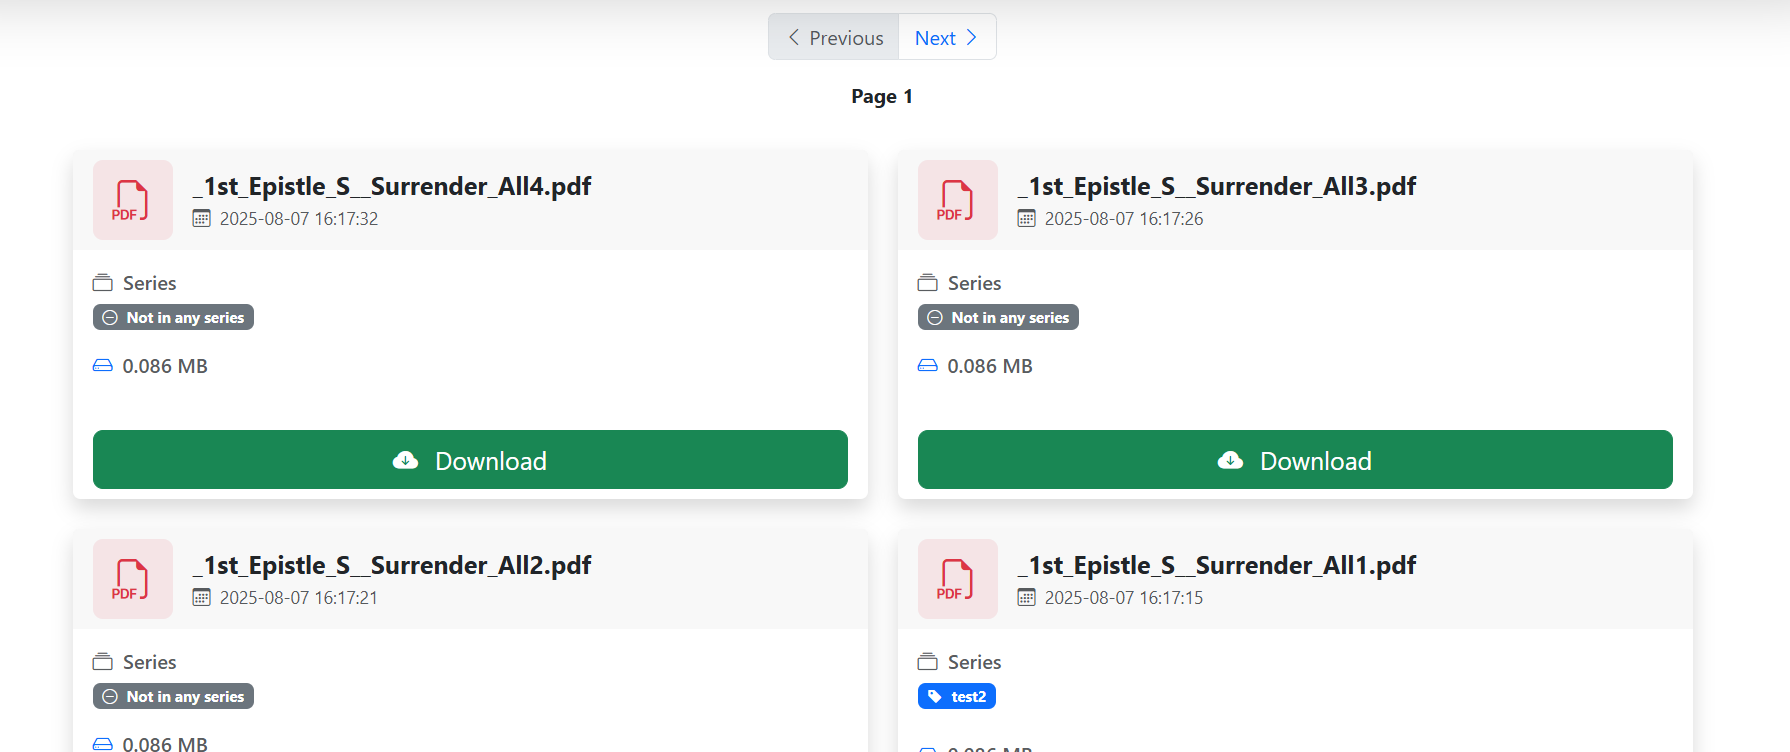 Previous Next
Page 1
PDF
_1st_Epistle_S__Surrender_All4.pdf
2025-08-07 16:17:32
Series
Not in any series
0.086 MB
Download
PDF
_1st_Epistle_S__Surrender_All3.pdf
2025-08-07 16:17:26
Series
Not in any series
0.086 MB
Download
PDF
_1st_Epistle_S__Surrender_All2.pdf
2025-08-07 16:17:21
Series
Not in any series
0.086 MB
PDF
_1st_Epistle_S__Surrender_All1.pdf
2025-08-07 16:17:15
Series
test2
0.086 MB